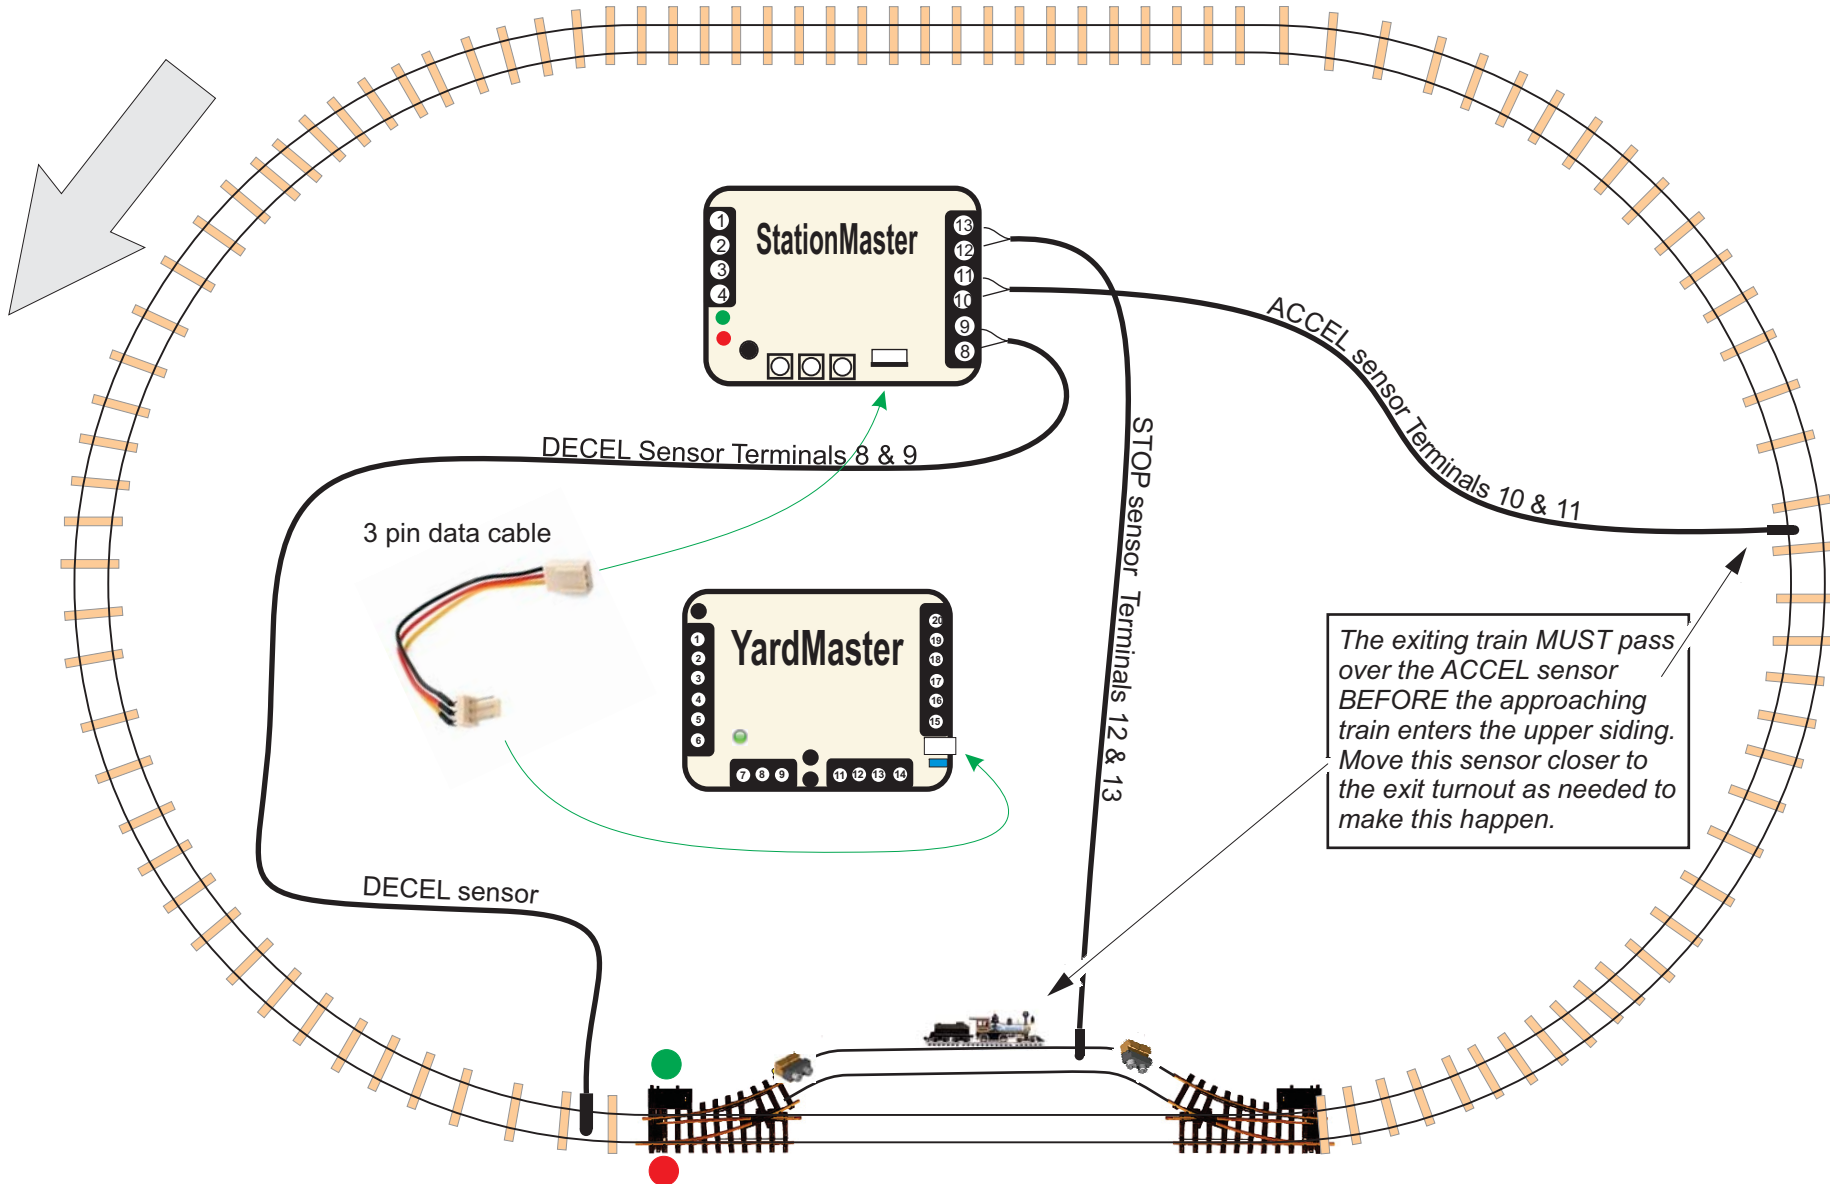 StationMaster
1
2
3
4
13
12
11
10
9
8
ACCEL sensor Terminals 10 & 11
DECEL Sensor Terminals 8 & 9
STOP sensor Terminals 12 & 13
3 pin data cable
YardMaster
1
2
3
4
5
6
20
19
18
17
16
15
7 8 9
11 12 13 14
The exiting train MUST pass
over the ACCEL sensor
BEFORE the approaching
train enters the upper siding.
Move this sensor closer to
the exit turnout as needed to
make this happen.
DECEL sensor